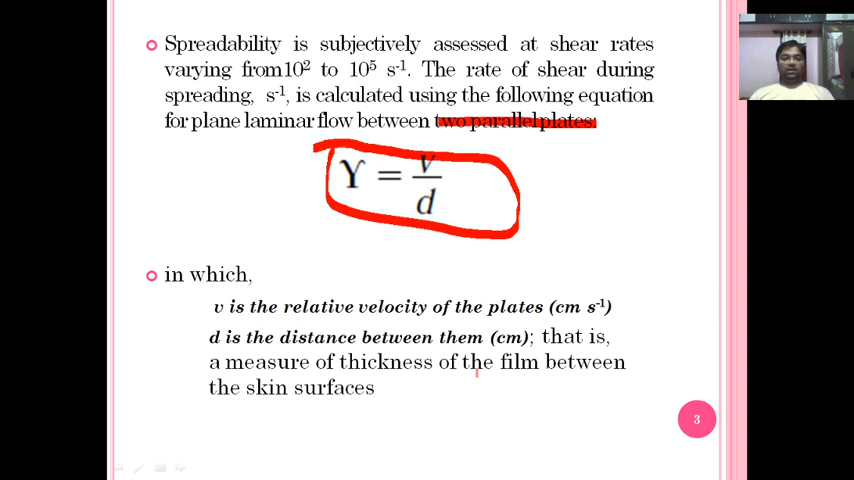 Spreadability is subjectively assessed at shear rates
varying from10² to 10⁵ s⁻¹. The rate of shear during
spreading, s⁻¹, is calculated using the following equation
for plane laminar flow between two parallel plates:
ϒ = v/d
in which,
v is the relative velocity of the plates (cm s⁻¹)
d is the distance between them (cm); that is,
a measure of thickness of the film between
the skin surfaces
3